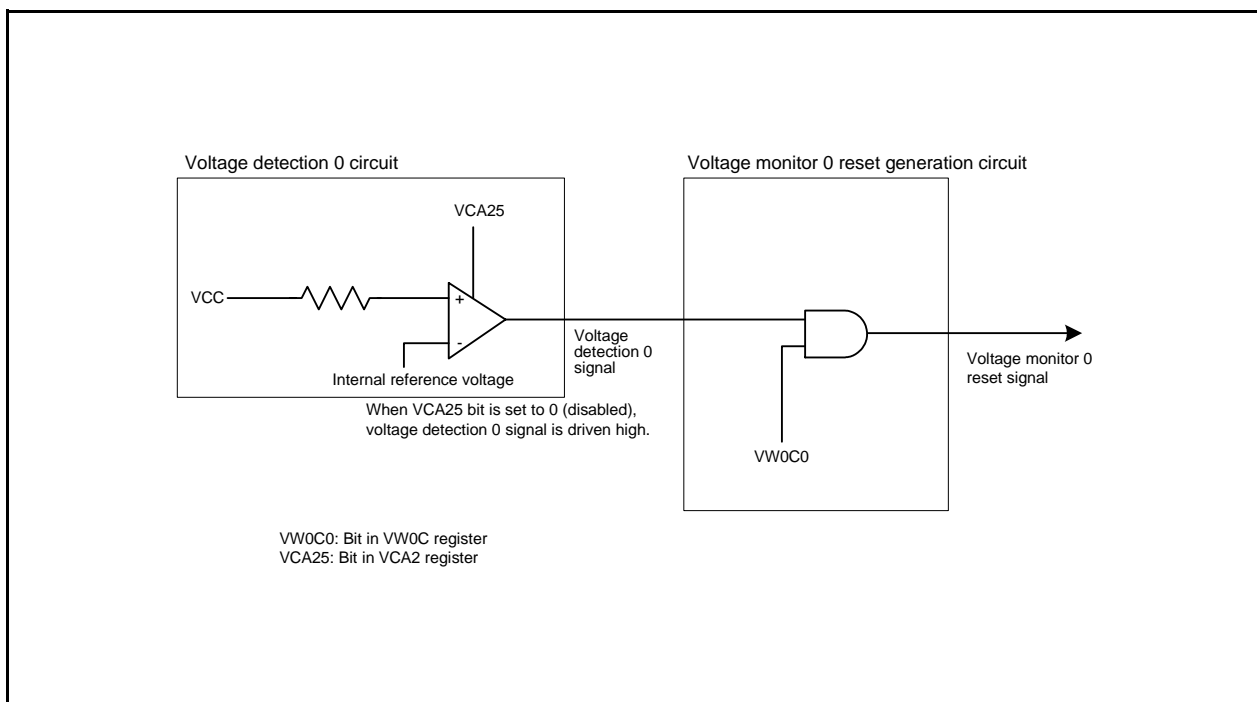 Voltage detection 0 circuit
Voltage monitor 0 reset generation circuit
VCA25
VCC
+
-
Internal reference voltage
Voltage
detection 0
signal
When VCA25 bit is set to 0 (disabled),
voltage detection 0 signal is driven high.
VW0C0
Voltage monitor 0
reset signal
VW0C0: Bit in VW0C register
VCA25: Bit in VCA2 register